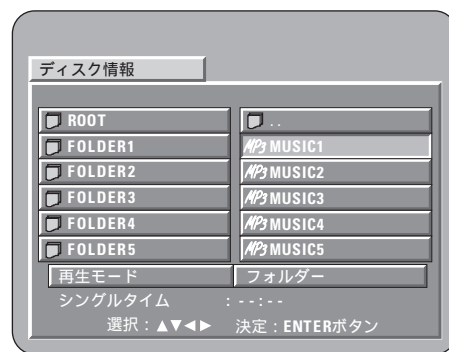 ディスク情報
ROOT
..
FOLDER1
MP3 MUSIC1
FOLDER2
MP3 MUSIC2
FOLDER3
MP3 MUSIC3
FOLDER4
MP3 MUSIC4
FOLDER5
MP3 MUSIC5
再生モード フォルダー
シングルタイム : --:--
選択：▲▼◀▶ 決定：ENTERボタン